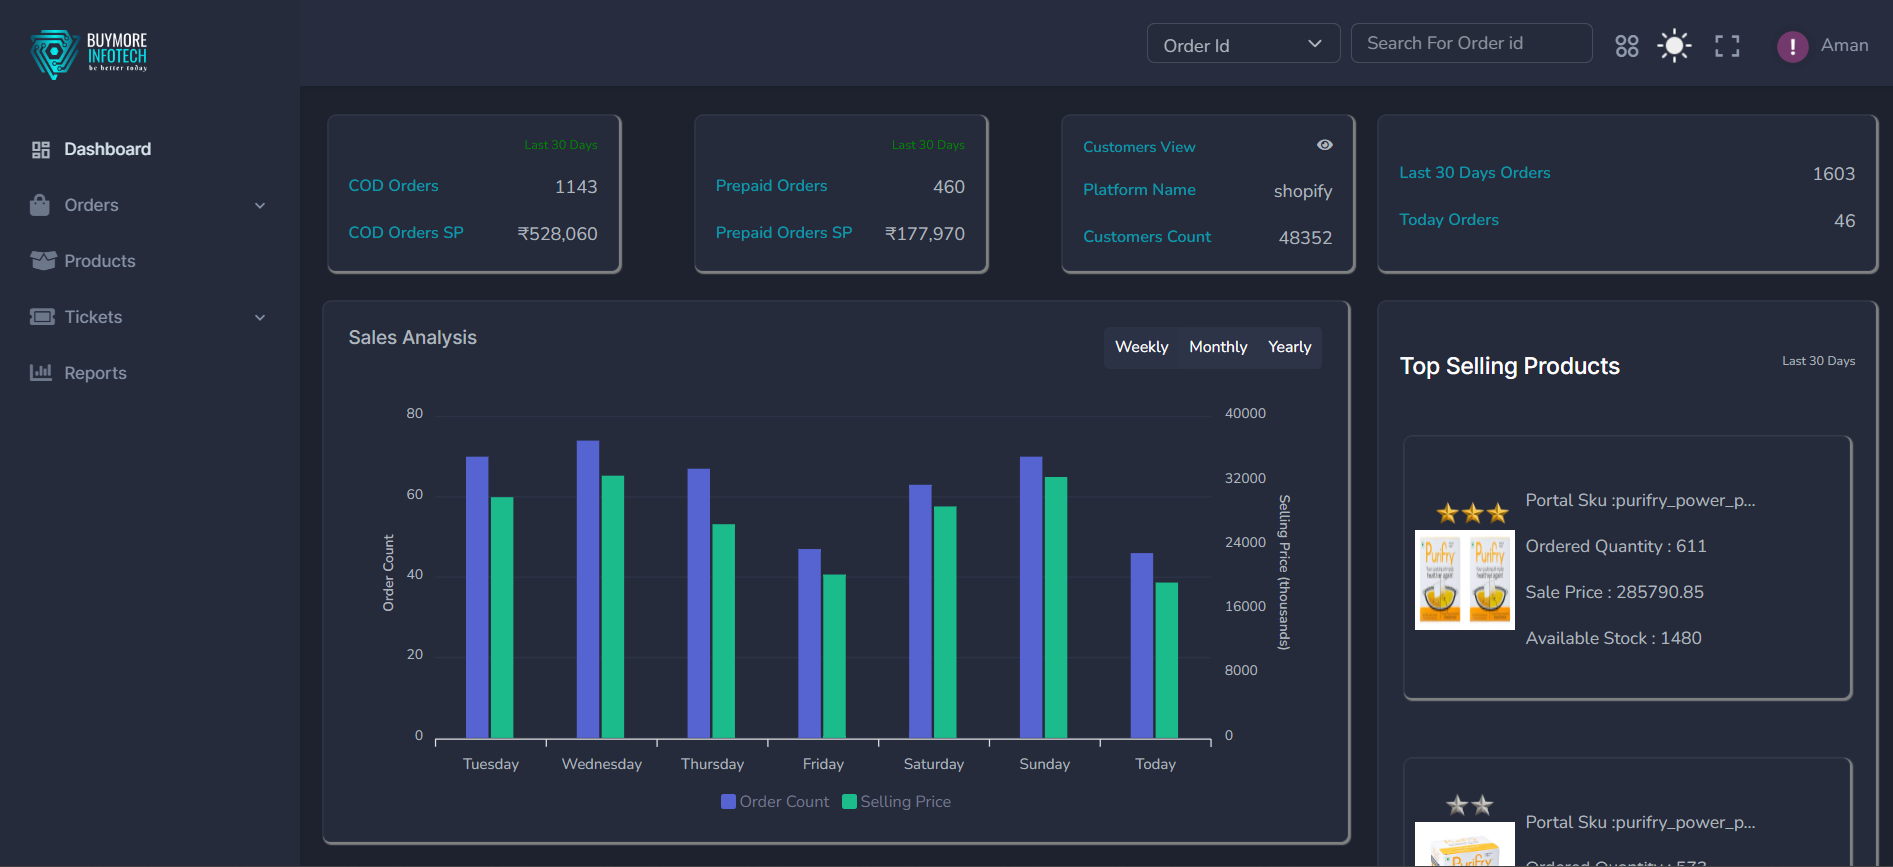 BUYMORE
INFOTECH
be better today
Order Id
Search For Order id
Aman
Dashboard
Orders
Products
Tickets
Reports
Last 30 Days
COD Orders 1143
COD Orders SP ₹528,060
Last 30 Days
Prepaid Orders 460
Prepaid Orders SP ₹177,970
Customers View
Platform Name shopify
Customers Count 48352
Last 30 Days Orders 1603
Today Orders 46
Sales Analysis
Weekly Monthly Yearly
80
60
40
20
0
Order Count
40000
32000
24000
16000
8000
0
Selling Price (thousands)
Tuesday Wednesday Thursday Friday Saturday Sunday Today
Order Count Selling Price
Top Selling Products
Last 30 Days
Purifry Purifry
Portal Sku :purifry_power_p...
Ordered Quantity : 611
Sale Price : 285790.85
Available Stock : 1480
Purifry
Portal Sku :purifry_power_p...
Ordered Quantity : 573